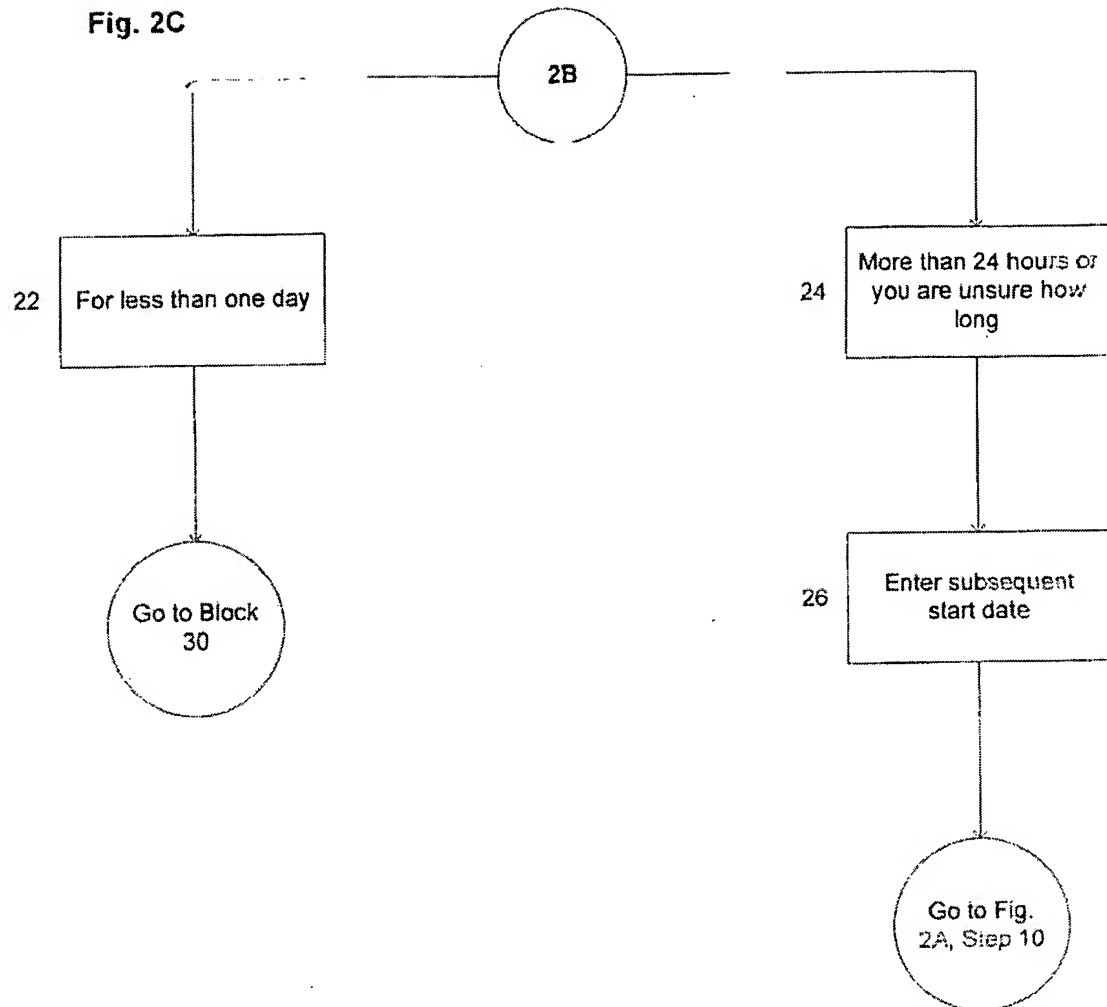 Fig. 2C
2B
22
For less than one day
24
More than 24 hours or
you are unsure how
long
Go to Block
30
26
Enter subsequent
start date
Go to Fig.
2A, Step 10